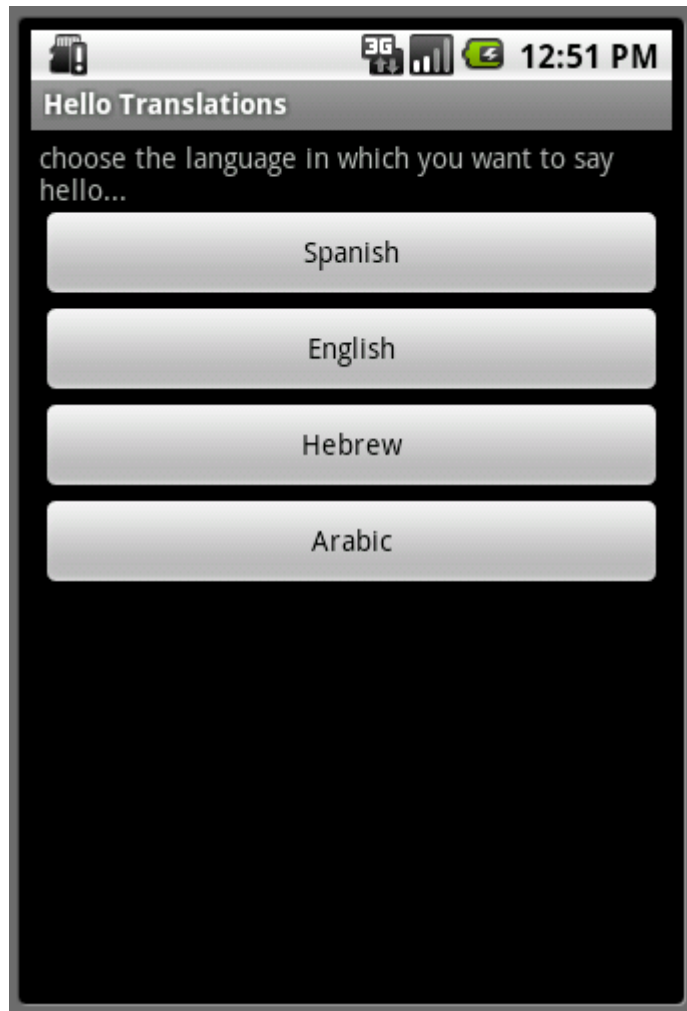 3G 12:51 PM
Hello Translations
choose the language in which you want to say
hello...
Spanish
English
Hebrew
Arabic